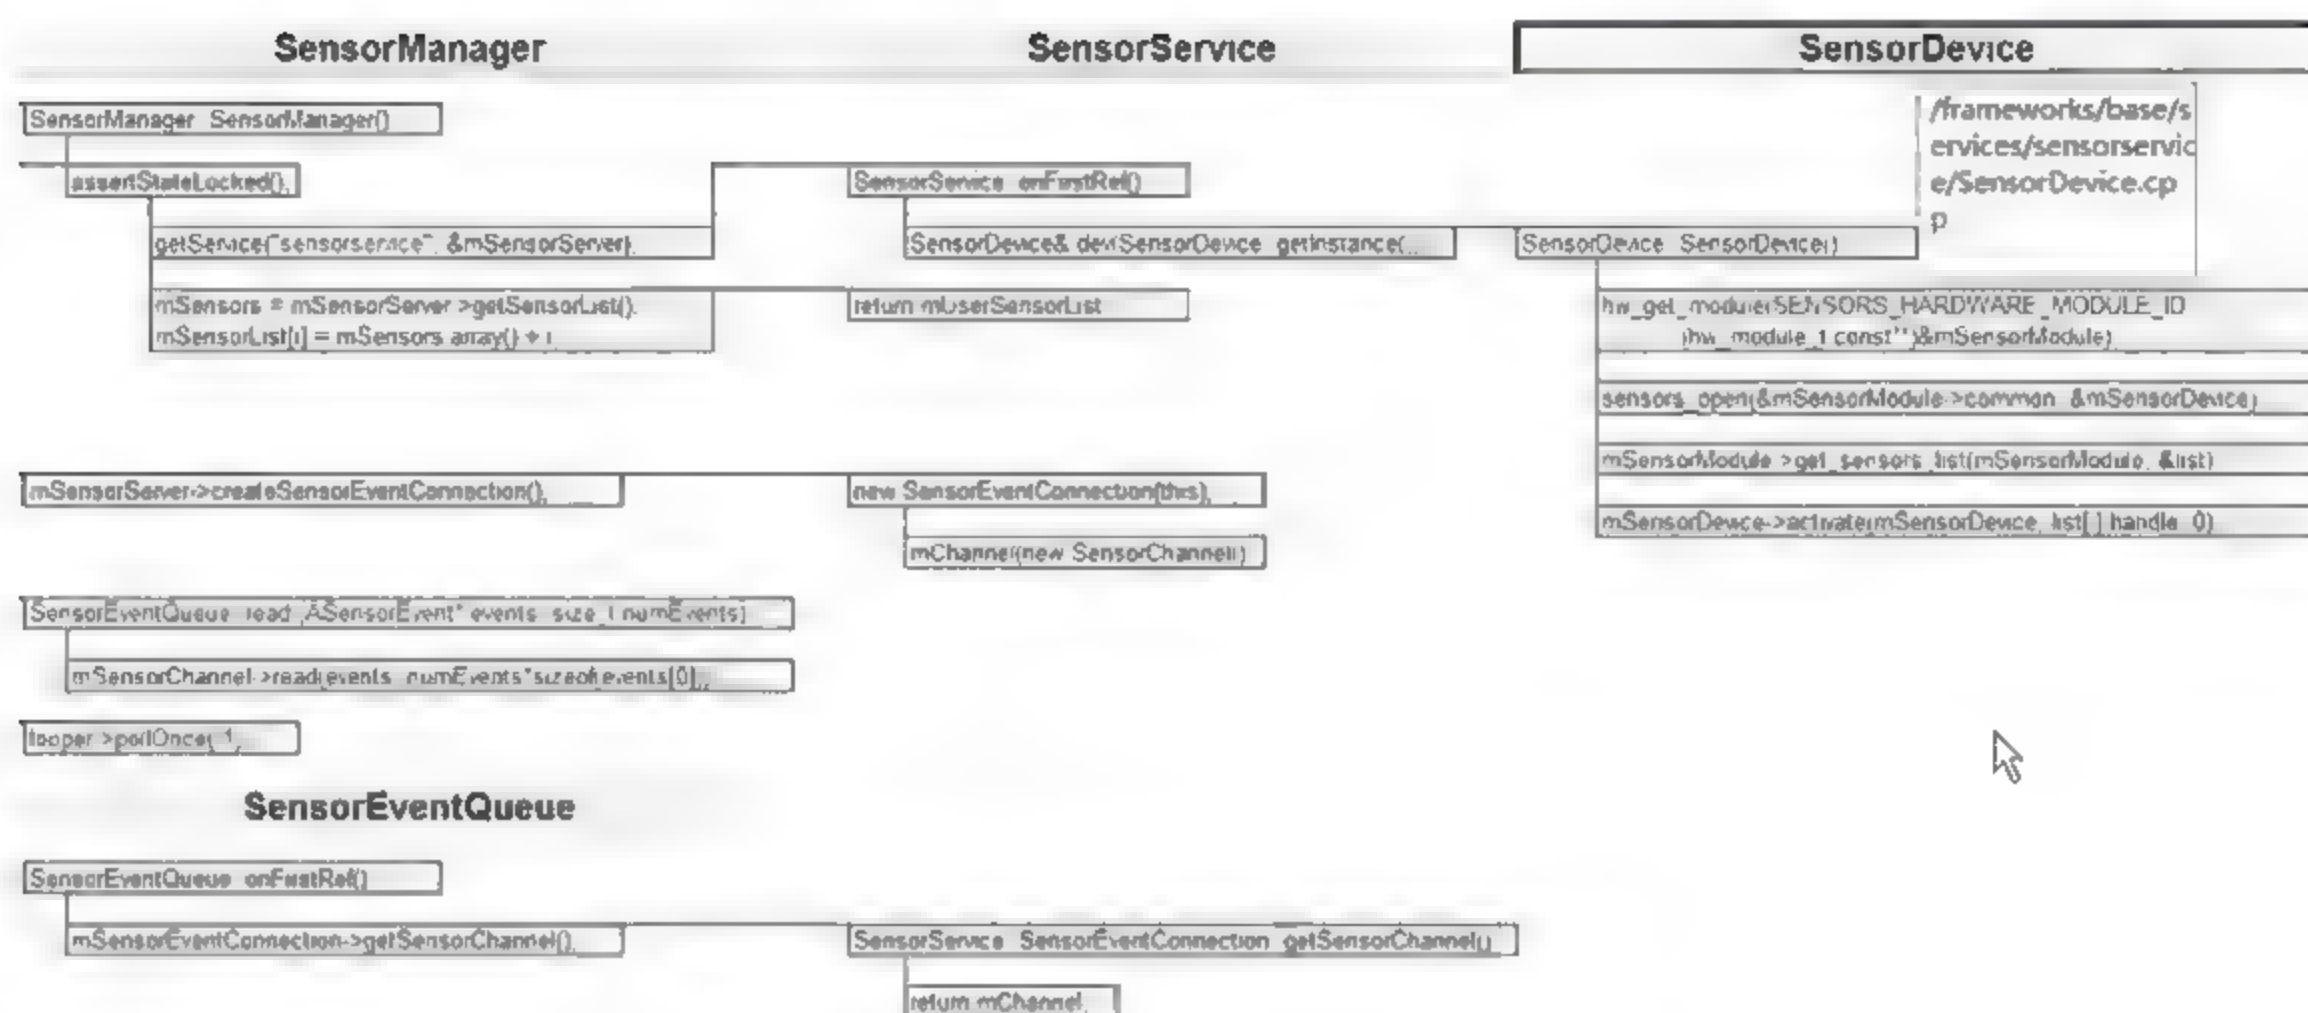 SensorManager
SensorService
SensorDevice
SensorManager SensorManager()
/frameworks/base/s
ervices/sensorservic
e/SensorDevice.cp
p
assertStateLocked();
SensorService onFirstRef()
getService("sensorservice", &mSensorServer);
SensorDevice& dev(SensorDevice getInstance(...
SensorDevice SensorDevice()
mSensors = mSensorServer->getSensorList();
mSensorList[i] = mSensors array() + i;
return mUserSensorList
hw_get_module(SENSORS_HARDWARE_MODULE_ID
(hw_module_t const**)&mSensorModule)
sensors_open(&mSensorModule->common, &mSensorDevice)
mSensorModule->get_sensors_list(mSensorModule, &list)
mSensorServer->createSensorEventConnection();
new SensorEventConnection(this);
mSensorDevice->activate(mSensorDevice, list[ ] handle, 0)
mChannel(new SensorChannel())
SensorEventQueue read(ASensorEvent* events, size_t numEvents)
mSensorChannel->read(events, numEvents*sizeof(events[0]));
looper->pollOnce(-1)
SensorEventQueue
SensorEventQueue onFirstRef()
mSensorEventConnection->getSensorChannel();
SensorService SensorEventConnection getSensorChannel()
return mChannel;